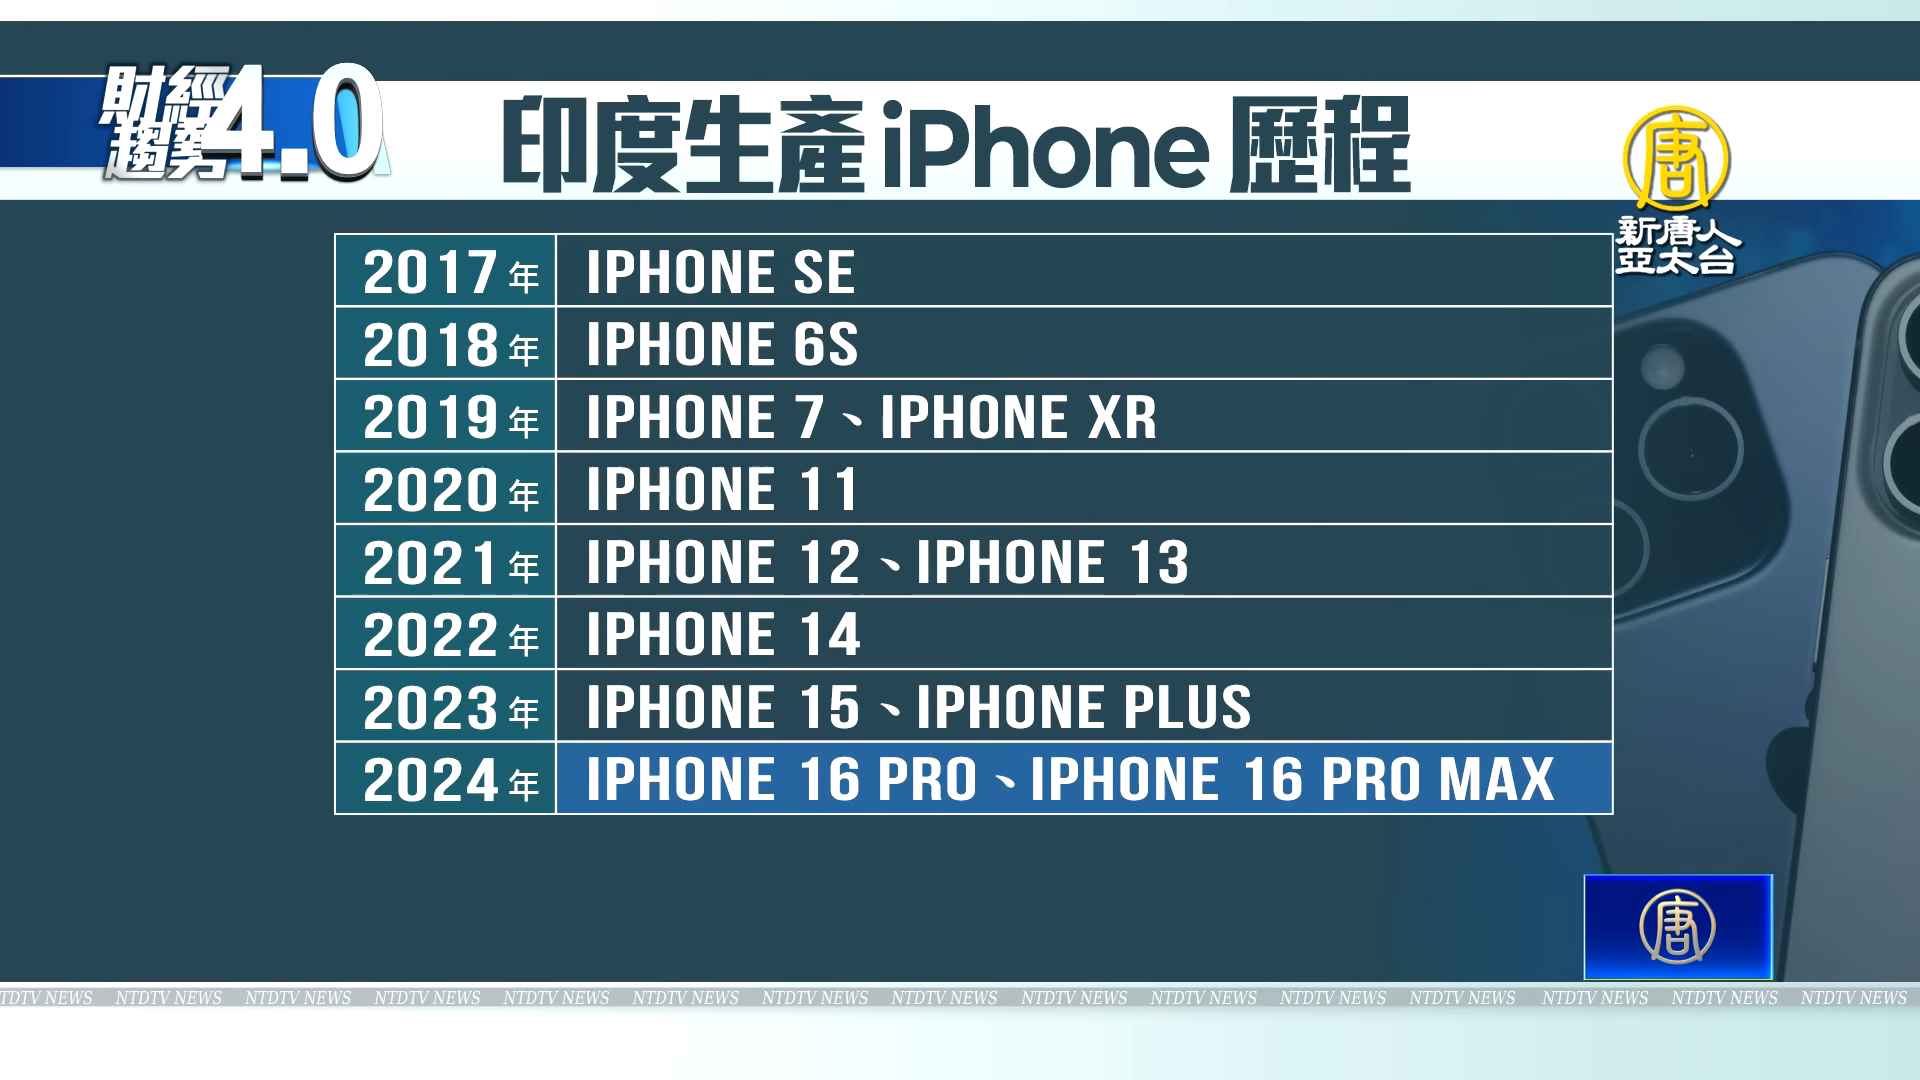 財經
趨勢4.0
印度生產iPhone歷程
唐
新唐人
亞太台
2017年 IPHONE SE
2018年 IPHONE 6S
2019年 IPHONE 7、IPHONE XR
2020年 IPHONE 11
2021年 IPHONE 12、IPHONE 13
2022年 IPHONE 14
2023年 IPHONE 15、IPHONE PLUS
2024年 IPHONE 16 PRO、IPHONE 16 PRO MAX
唐
TDTV NEWS NTDTV NEWS NTDTV NEWS NTDTV NEWS NTDTV NEWS NTDTV NEWS NTDTV NEWS NTDTV NEWS NTDTV NEWS NTDTV NEWS NTDTV NEWS NTDTV NEWS NTDTV NEWS NTDTV NEWS NTDTV NEWS